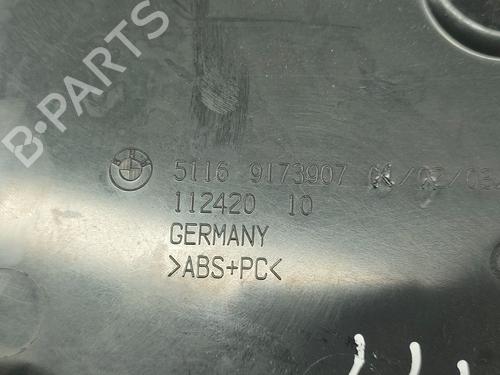 B-PARTS
5116 9173907
112420 10
GERMANY
>ABS+PC<